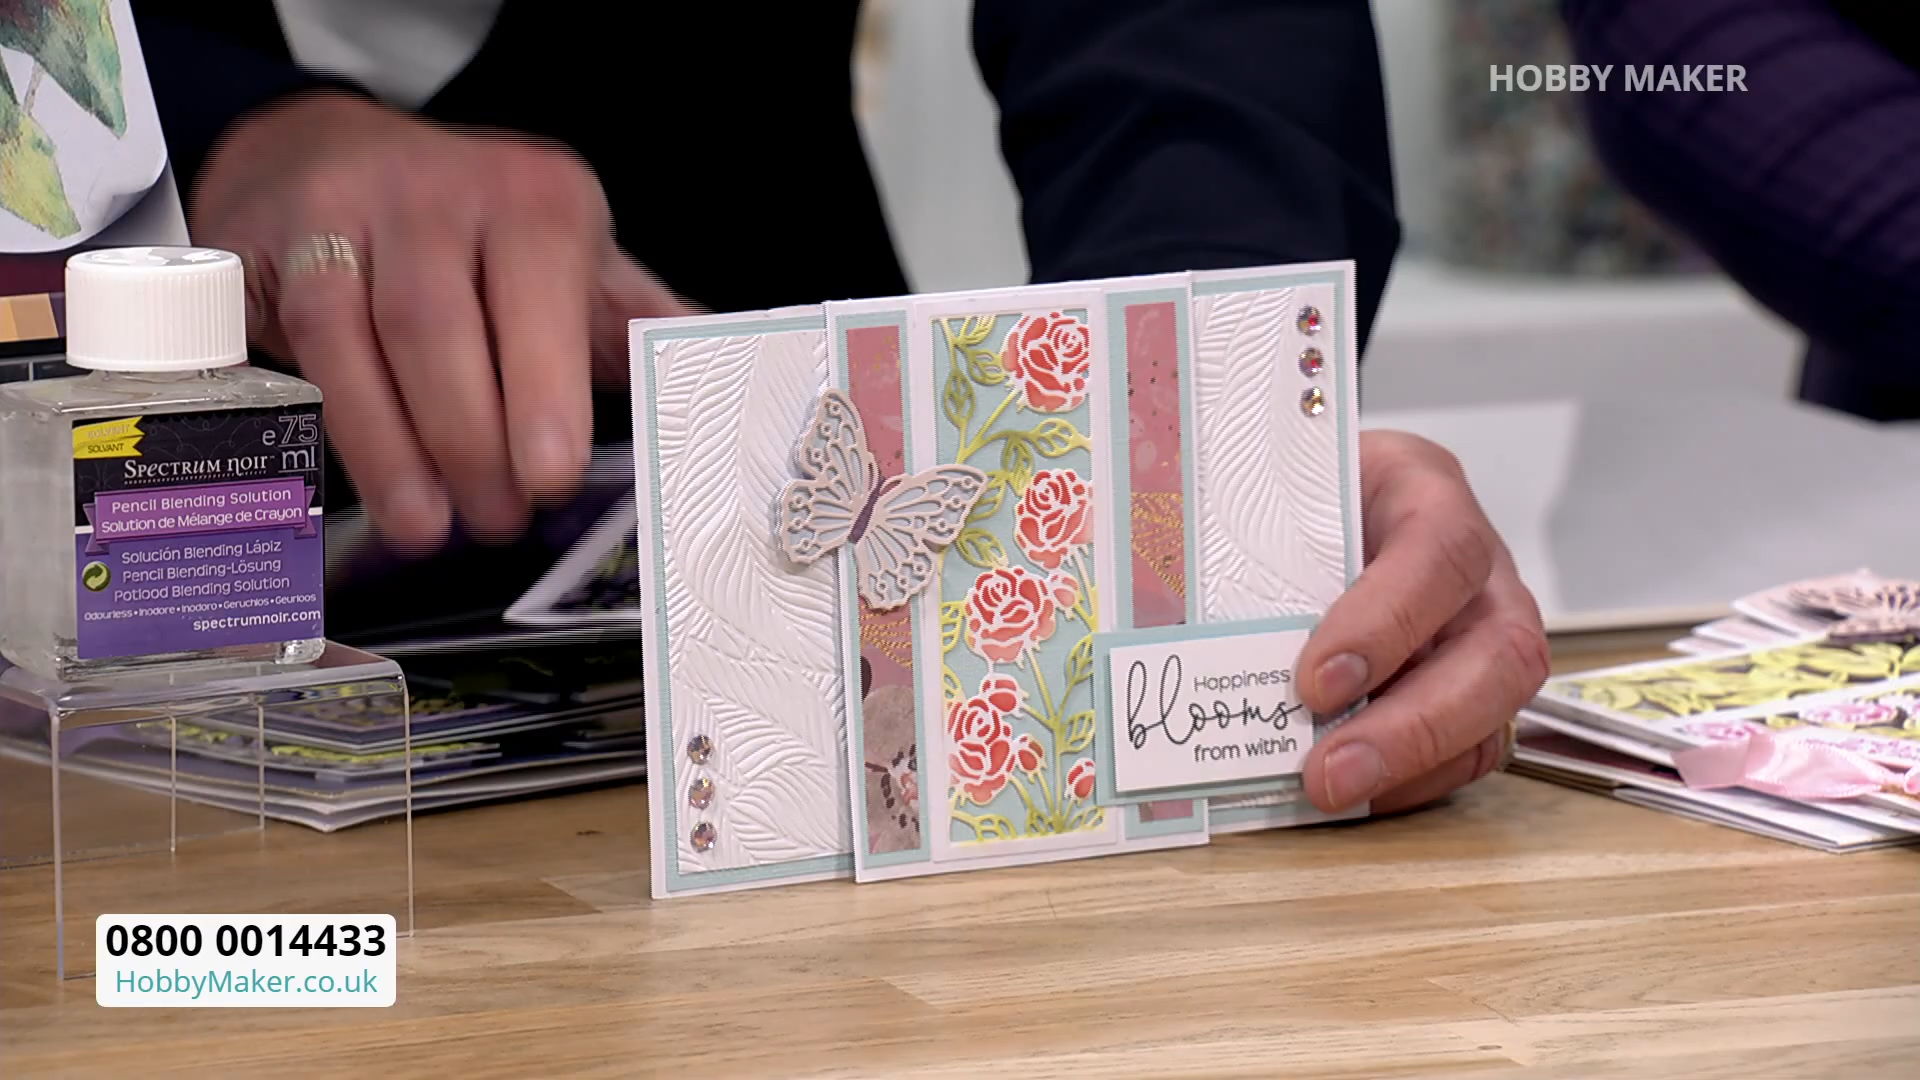 HOBBY MAKER
SOLVANT
e75
ml
SPECTRUM NOIR
Pencil Blending Solution
Solution de Mélange de Crayon
Solución Blending Lápiz
Pencil Blending-Lösung
Potlood Blending Solution
Odourless • Inodore • Inodoro • Geruchlos • Geurloos
spectrumnoir.com
Happiness
blooms
from within
0800 0014433
HobbyMaker.co.uk